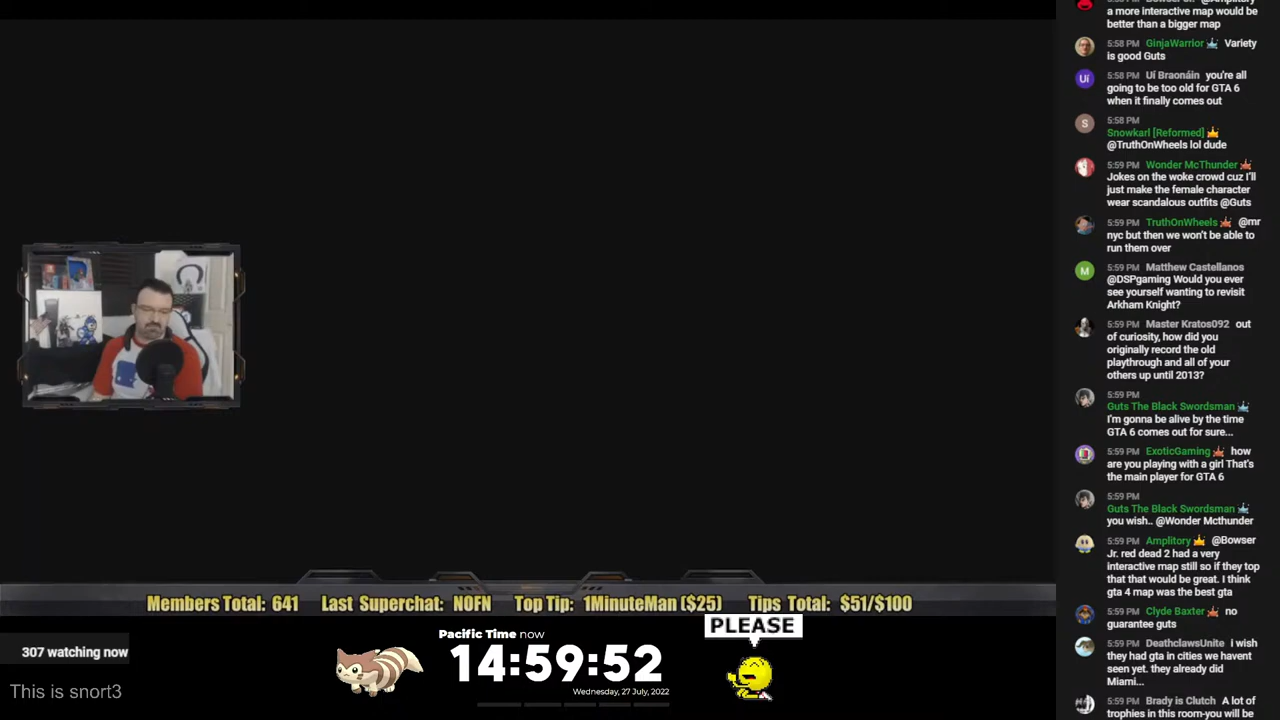 a more interactive map would be
better than a bigger map
5:58 PM GinjaWarrior Variety
is good Guts
5:58 PM Uí Braonáin you're all
going to be too old for GTA 6
when it finally comes out
5:58 PM
Snowkarl [Reformed]
@TruthOnWheels lol dude
5:59 PM Wonder McThunder
Jokes on the woke crowd cuz I'll
just make the female character
wear scandalous outfits @Guts
5:59 PM TruthOnWheels @mr
nyc but then we won't be able to
run them over
5:59 PM Matthew Castellanos
@DSPgaming Would you ever
see yourself wanting to revisit
Arkham Knight?
5:59 PM Master Kratos092 out
of curiosity, how did you
originally record the old
playthrough and all of your
others up until 2013?
5:59 PM
Guts The Black Swordsman
I'm gonna be alive by the time
GTA 6 comes out for sure...
5:59 PM ExoticGaming how
are you playing with a girl That's
the main player for GTA 6
5:59 PM
Guts The Black Swordsman
you wish.. @Wonder Mcthunder
5:59 PM Amplitory @Bowser
Jr. red dead 2 had a very
interactive map still so if they top
that that would be great. I think
gta 4 map was the best gta
5:59 PM Clyde Baxter no
guarantee guts
5:59 PM DeathclawsUnite i wish
they had gta in cities we havent
seen yet. they already did
Miami...
5:59 PM Brady is Clutch A lot of
trophies in this room-you will be
Uí
S
M
Members Total: 641 Last Superchat: NOFN Top Tip: 1MinuteMan ($25) Tips Total: $51/$100
PLEASE
Pacific Time now
14:59:52
Wednesday, 27 July, 2022
307 watching now
This is snort3